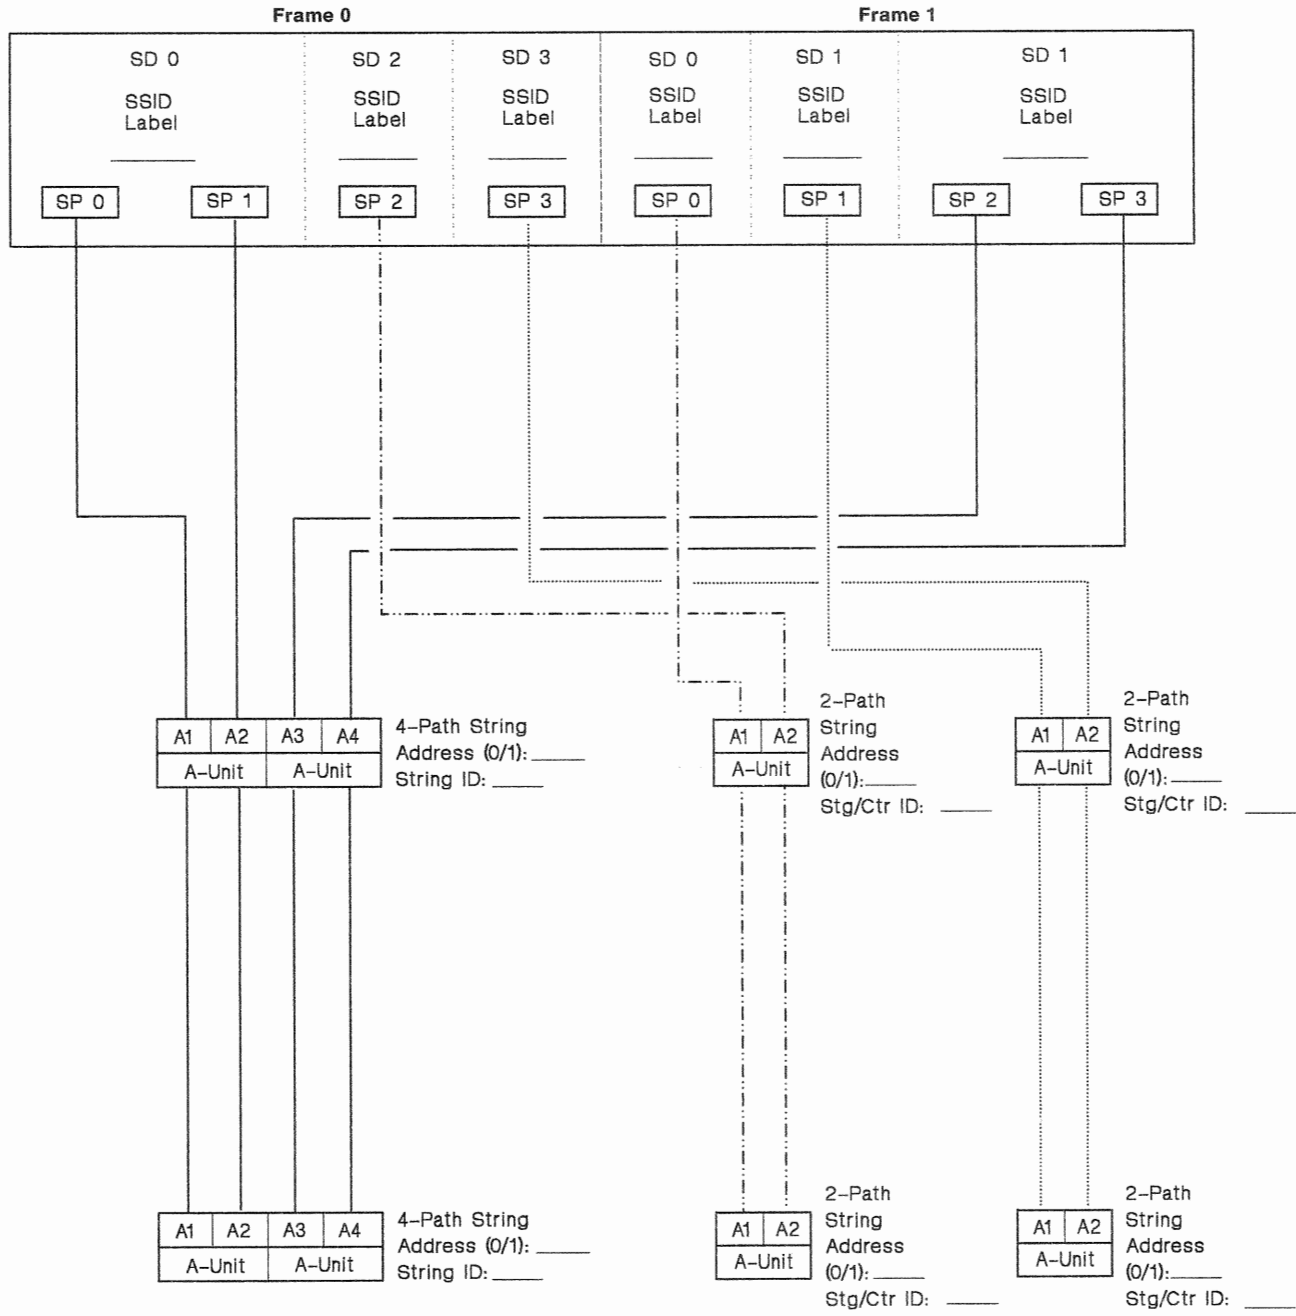 Frame 0
Frame 1
SD 0
SD 2
SD 3
SD 0
SD 1
SD 1
SSID
Label
SSID
Label
SSID
Label
SSID
Label
SSID
Label
SSID
Label
SP 0
SP 1
SP 2
SP 3
SP 0
SP 1
SP 2
SP 3
A1
A2
A3
A4
A-Unit
A-Unit
4-Path String
Address (0/1):
String ID:
A1
A2
A-Unit
2-Path
String
Address
(0/1):
Stg/Ctr ID:
A1
A2
A-Unit
2-Path
String
Address
(0/1):
Stg/Ctr ID:
A1
A2
A3
A4
A-Unit
A-Unit
4-Path String
Address (0/1):
String ID:
A1
A2
A-Unit
2-Path
String
Address
(0/1):
Stg/Ctr ID:
A1
A2
A-Unit
2-Path
String
Address
(0/1):
Stg/Ctr ID: